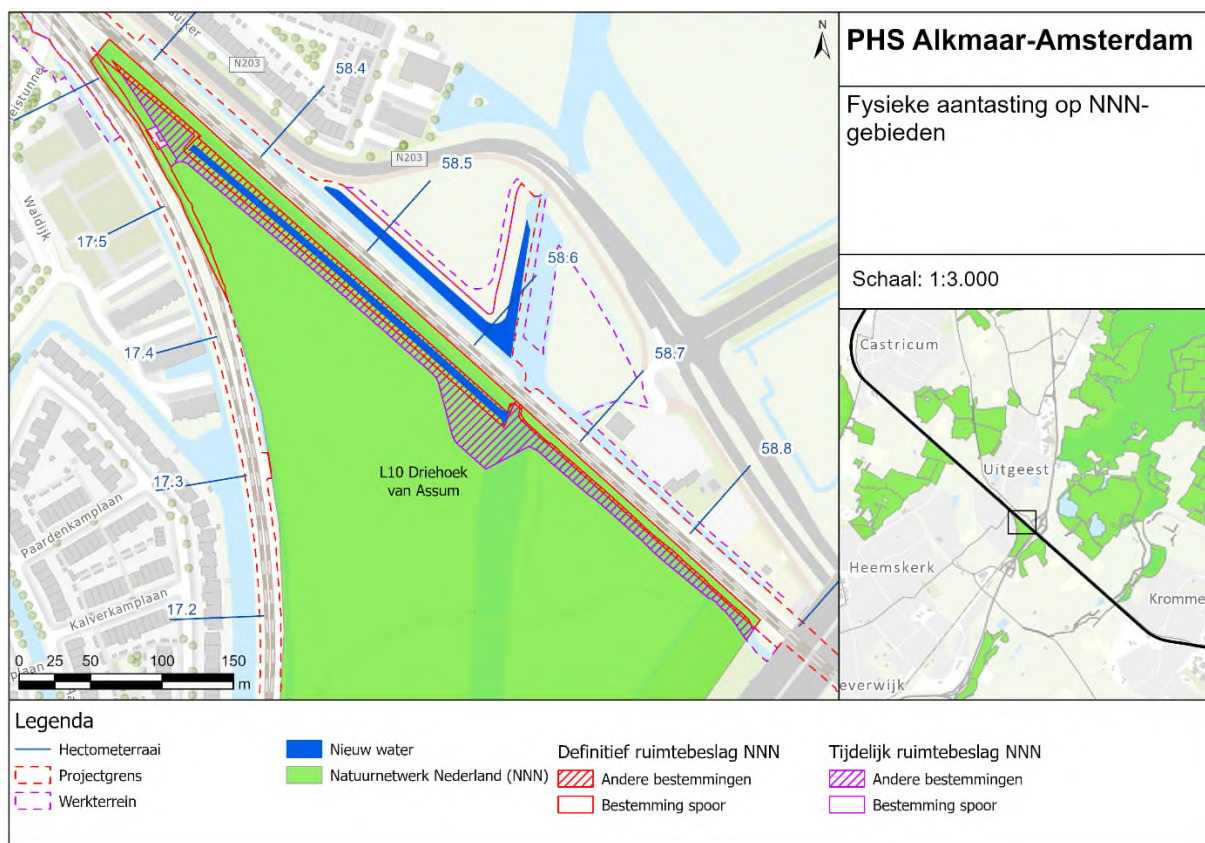 PHS Alkmaar-Amsterdam
Fysieke aantasting op NNN-
gebieden
Schaal: 1:3.000
N
N203
58.4
N203
58.5
58.6
58.7
58.8
Waldijk
17.5
17.4
17.3
17.2
L10 Driehoek
van Assum
Paardenkamplaan
Kalverkamplaan
plaan
0 25 50 100 150
m
Castricum
Uitgeest
Heemskerk
Kromme
everwijk
Legenda
Hectometerraai
Projectgrens
Werkterrein
Nieuw water
Natuurnetwerk Nederland (NNN)
Definitief ruimtebeslag NNN
Andere bestemmingen
Bestemming spoor
Tijdelijk ruimtebeslag NNN
Andere bestemmingen
Bestemming spoor